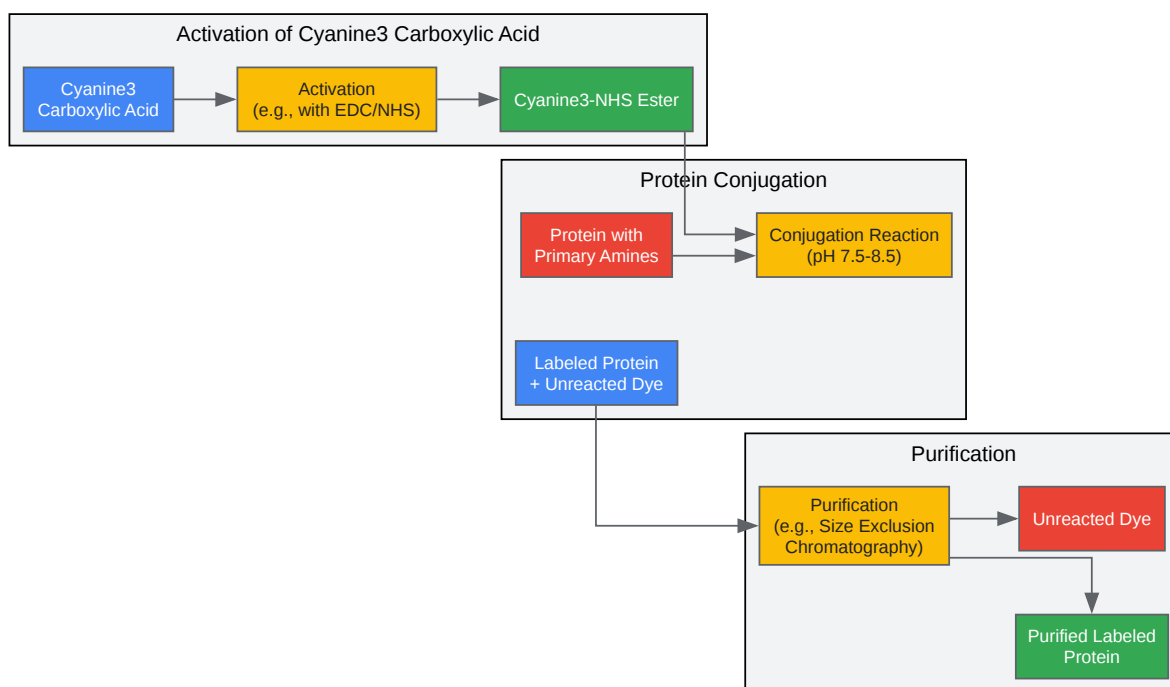 Activation of Cyanine3 Carboxylic Acid
Cyanine3
Carboxylic Acid
Activation
(e.g., with EDC/NHS)
Cyanine3-NHS Ester
Protein Conjugation
Protein with
Primary Amines
Conjugation Reaction
(pH 7.5-8.5)
Labeled Protein
+ Unreacted Dye
Purification
Purification
(e.g., Size Exclusion
Chromatography)
Unreacted Dye
Purified Labeled
Protein